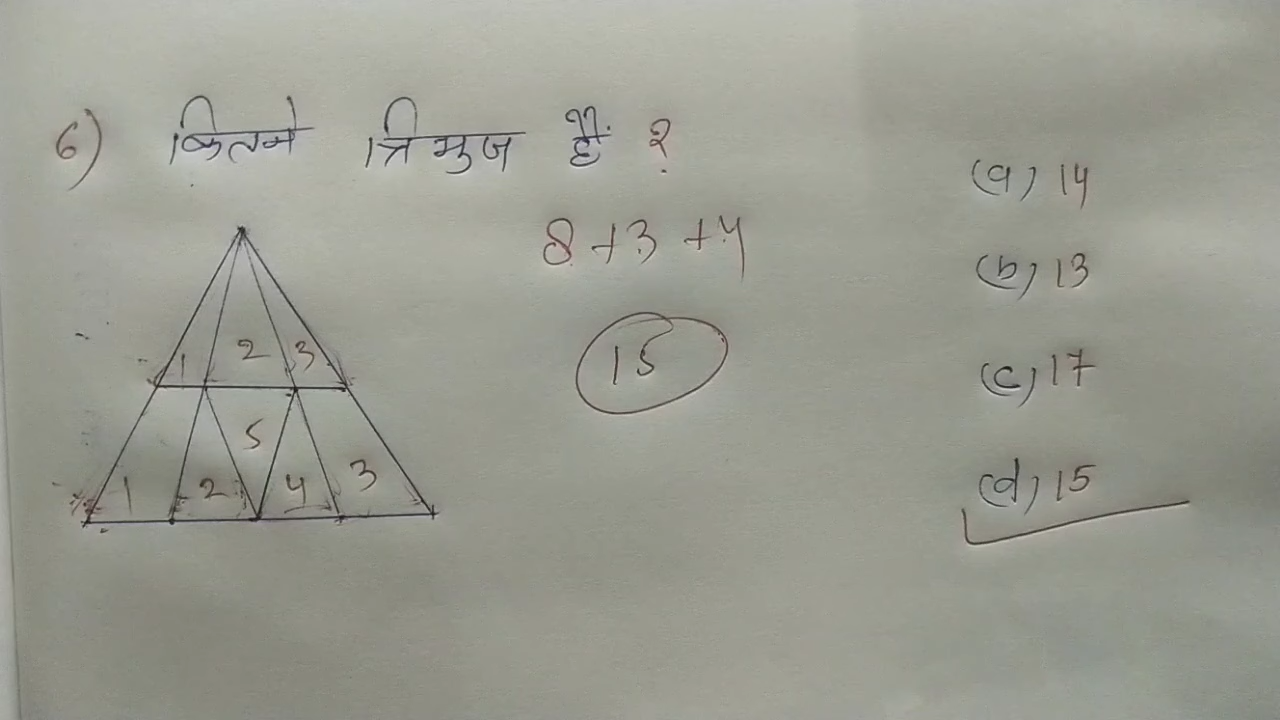 6) कितने त्रिभुज हैं ?
8 + 3 + 4
15
(a) 14
(b) 13
(c) 17
(d) 15
1 2 3
5
1 2 4 3